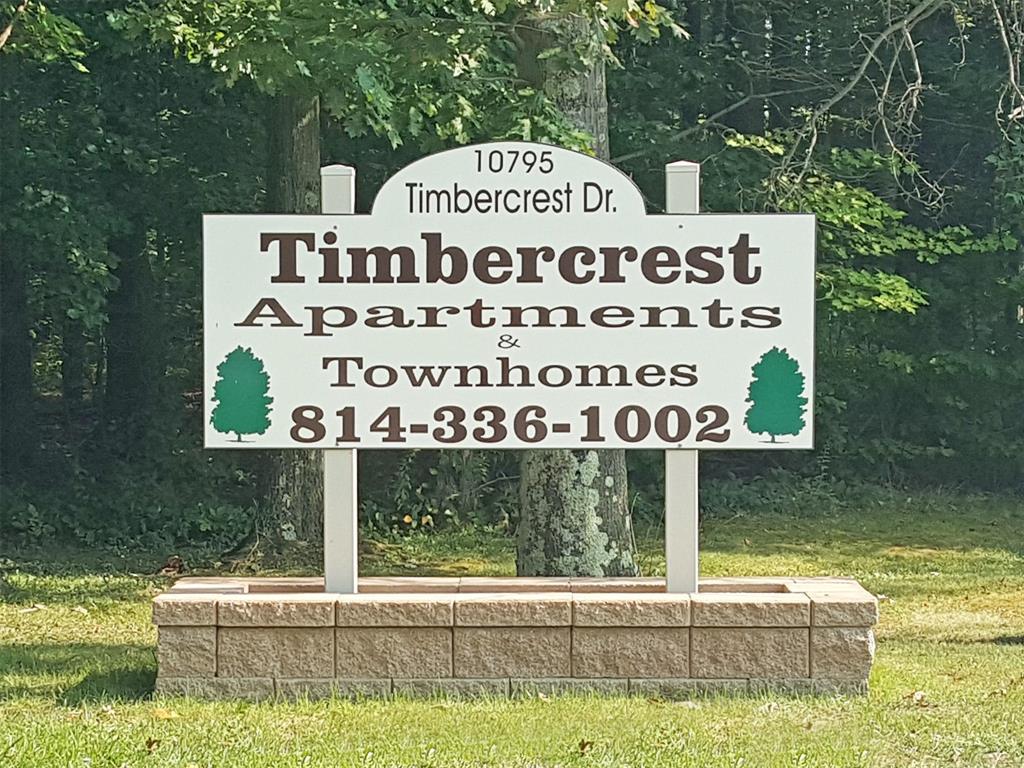 10795
Timbercrest Dr.
Timbercrest
Apartments
&
Townhomes
814-336-1002